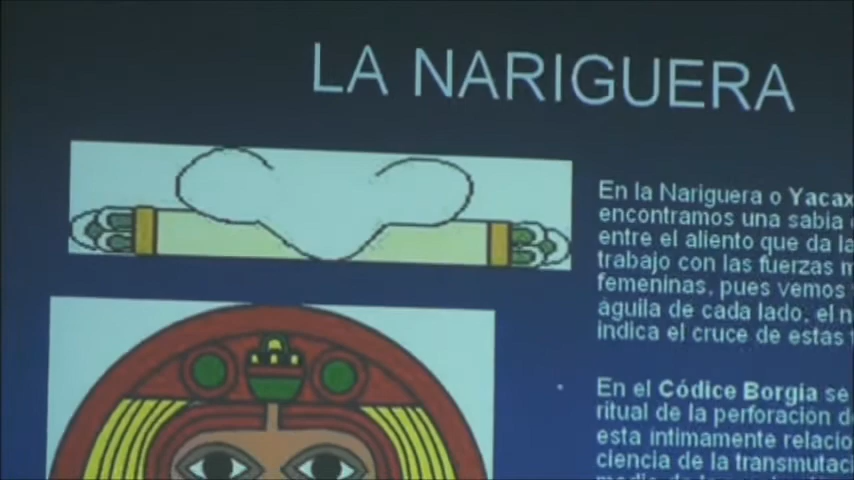 LA NARIGUERA
En la Nariguera o Yacax
encontramos una sabia
entre el aliento que da la
trabajo con las fuerzas m
femeninas, pues vemos
águila de cada lado, el n
indica el cruce de estas
En el Códice Borgia se
ritual de la perforación d
esta íntimamente relacio
ciencia de la transmutaci